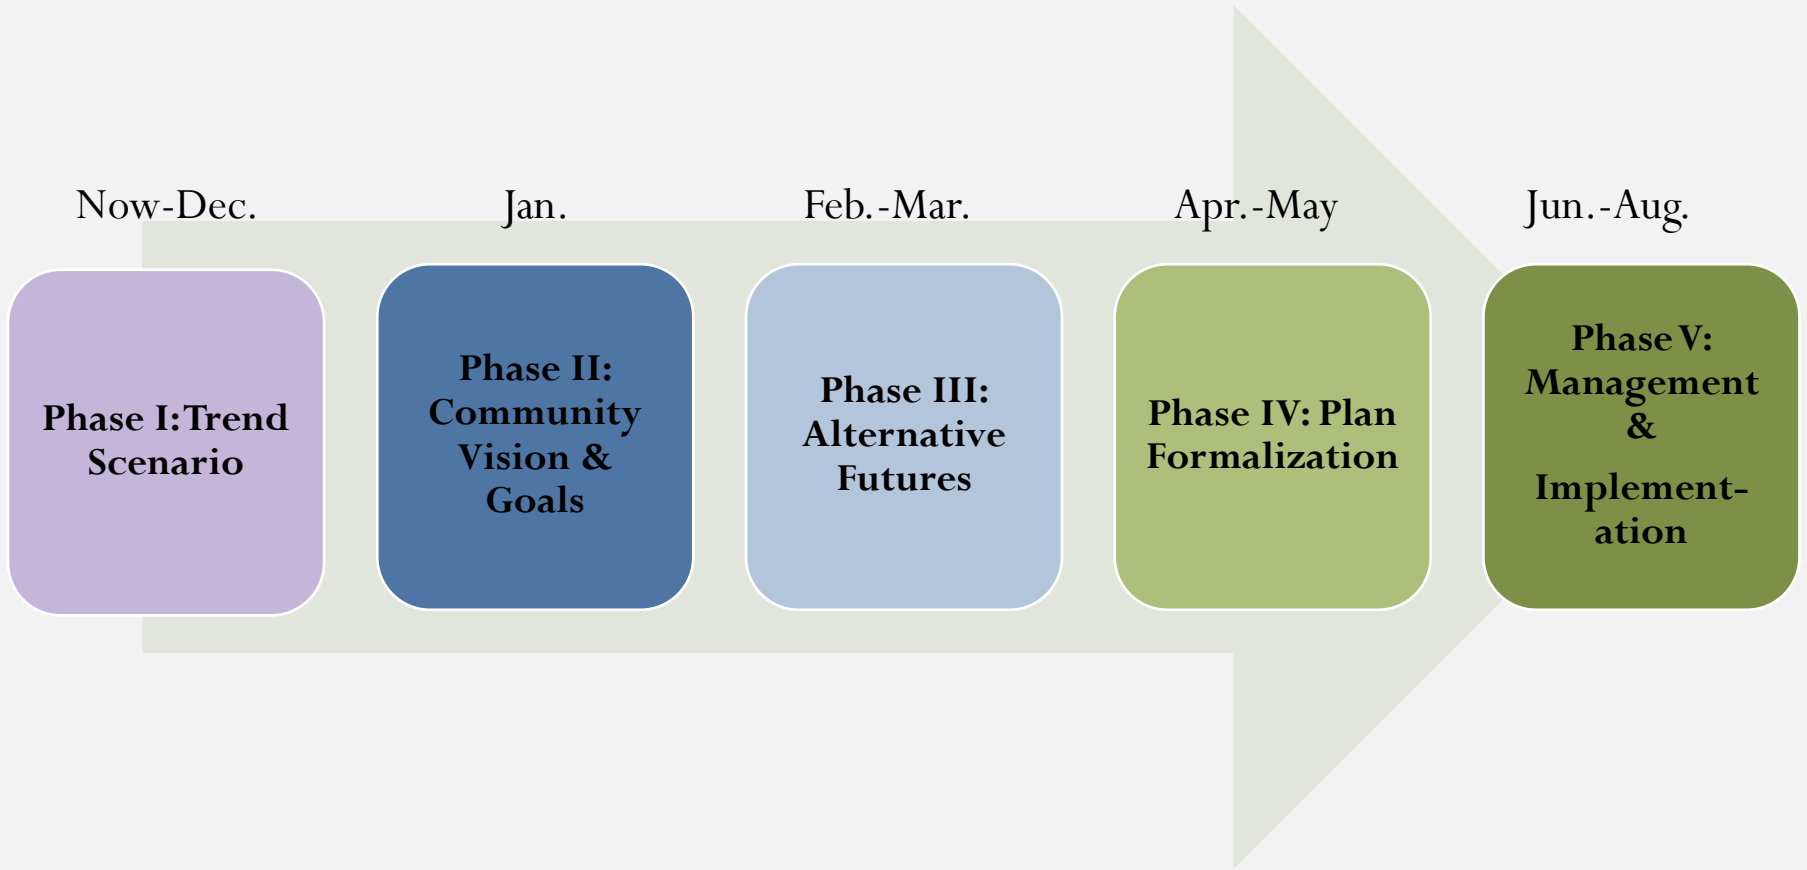 Now-Dec.
Jan.
Feb.-Mar.
Apr.-May
Jun.-Aug.
Phase I: Trend
Scenario
Phase II:
Community
Vision &
Goals
Phase III:
Alternative
Futures
Phase IV: Plan
Formalization
Phase V:
Management
&
Implement-
ation